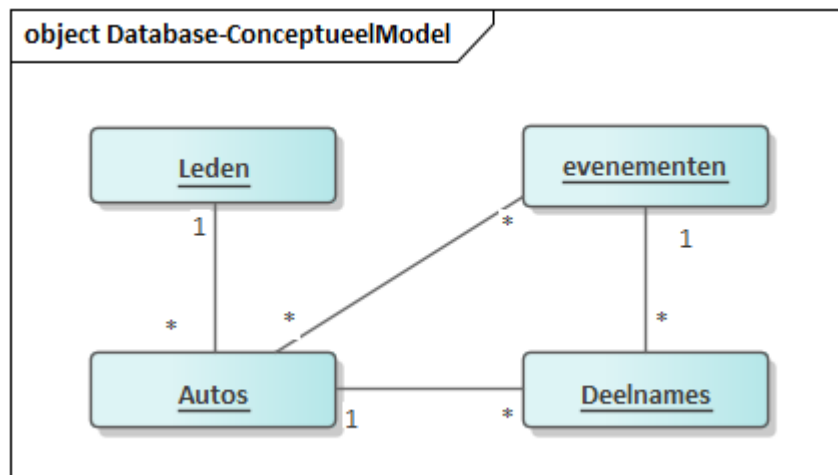 object Database-ConceptueelModel
Leden
evenementen
1
*
1
*
*
*
Autos
1
*
Deelnames